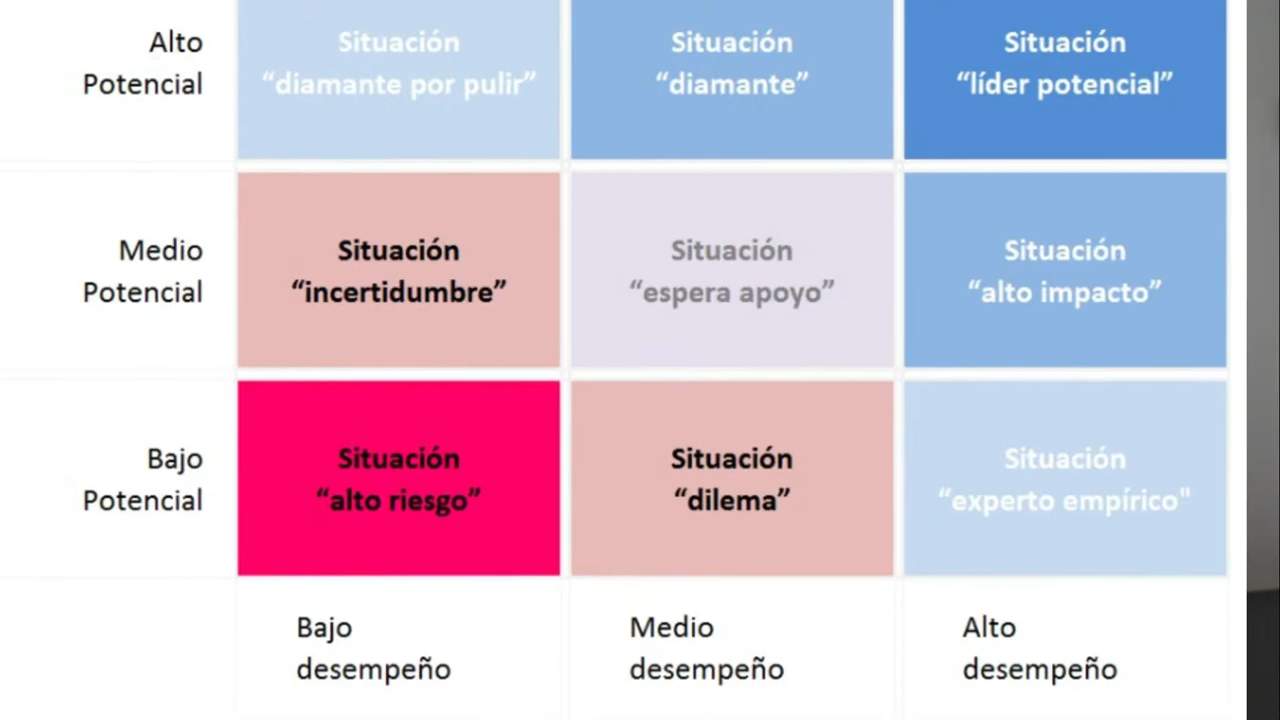 Alto
Potencial
Situación
“diamante por pulir”
Situación
“diamante”
Situación
“líder potencial”
Medio
Potencial
Situación
“incertidumbre”
Situación
“espera apoyo”
Situación
“alto impacto”
Bajo
Potencial
Situación
“alto riesgo”
Situación
“dilema”
Situación
“experto empírico"
Bajo
desempeño
Medio
desempeño
Alto
desempeño